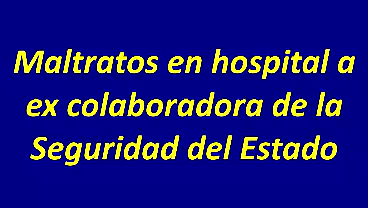 Maltratos en hospital a
ex colaboradora de la
Seguridad del Estado